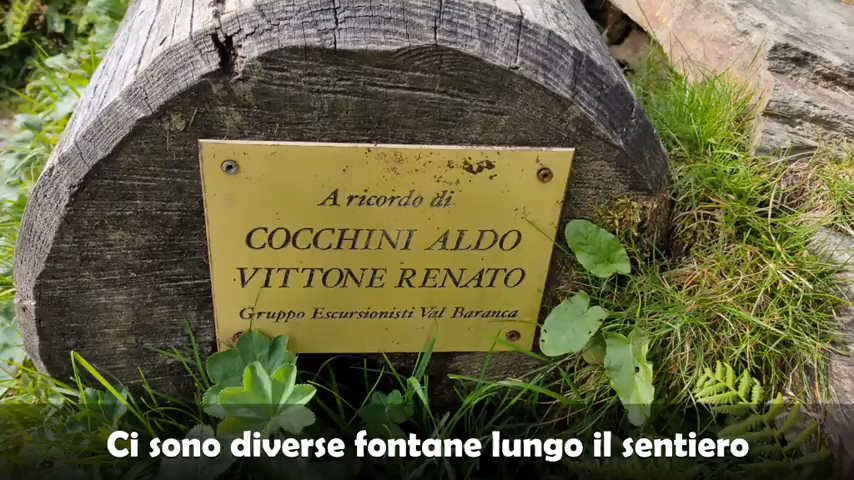 A ricordo di
COCCHINI ALDO
VITTONE RENATO
Gruppo Escursionisti Val Baranca
Ci sono diverse fontane lungo il sentiero